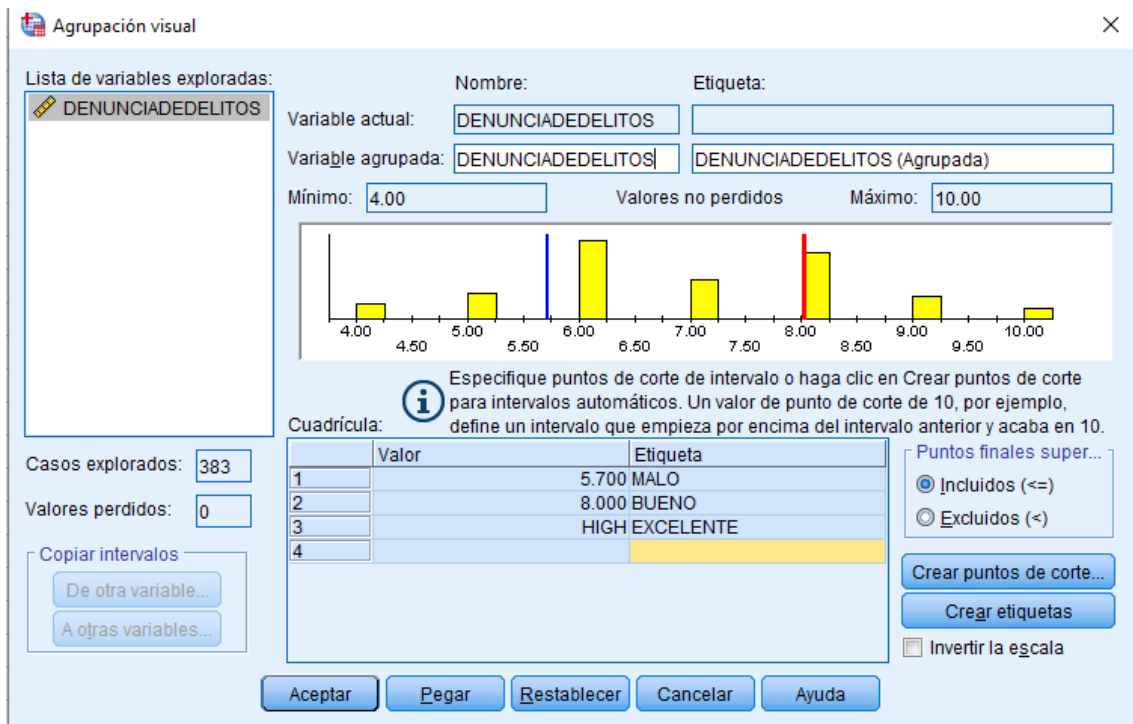 Agrupación visual
Lista de variables exploradas:
DENUNCIADEDELITOS
Nombre:
Etiqueta:
Variable actual:
DENUNCIADEDELITOS
Variable agrupada:
DENUNCIADEDELITOS
DENUNCIADEDELITOS (Agrupada)
Mínimo:
4.00
Valores no perdidos
Máximo:
10.00
4.00 5.00 6.00 7.00 8.00 9.00 10.00
4.50 5.50 6.50 7.50 8.50 9.50
Especifique puntos de corte de intervalo o haga clic en Crear puntos de corte
para intervalos automáticos. Un valor de punto de corte de 10, por ejemplo,
define un intervalo que empieza por encima del intervalo anterior y acaba en 10.
Cuadrícula:
Valor Etiqueta
1 5.700 MALO
2 8.000 BUENO
3 HIGH EXCELENTE
4
Casos explorados: 383
Valores perdidos: 0
Copiar intervalos
De otra variable...
A otras variables...
Puntos finales super...
Incluidos (<=)
Excluidos (<)
Crear puntos de corte...
Crear etiquetas
Invertir la escala
Aceptar Pegar Restablecer Cancelar Ayuda